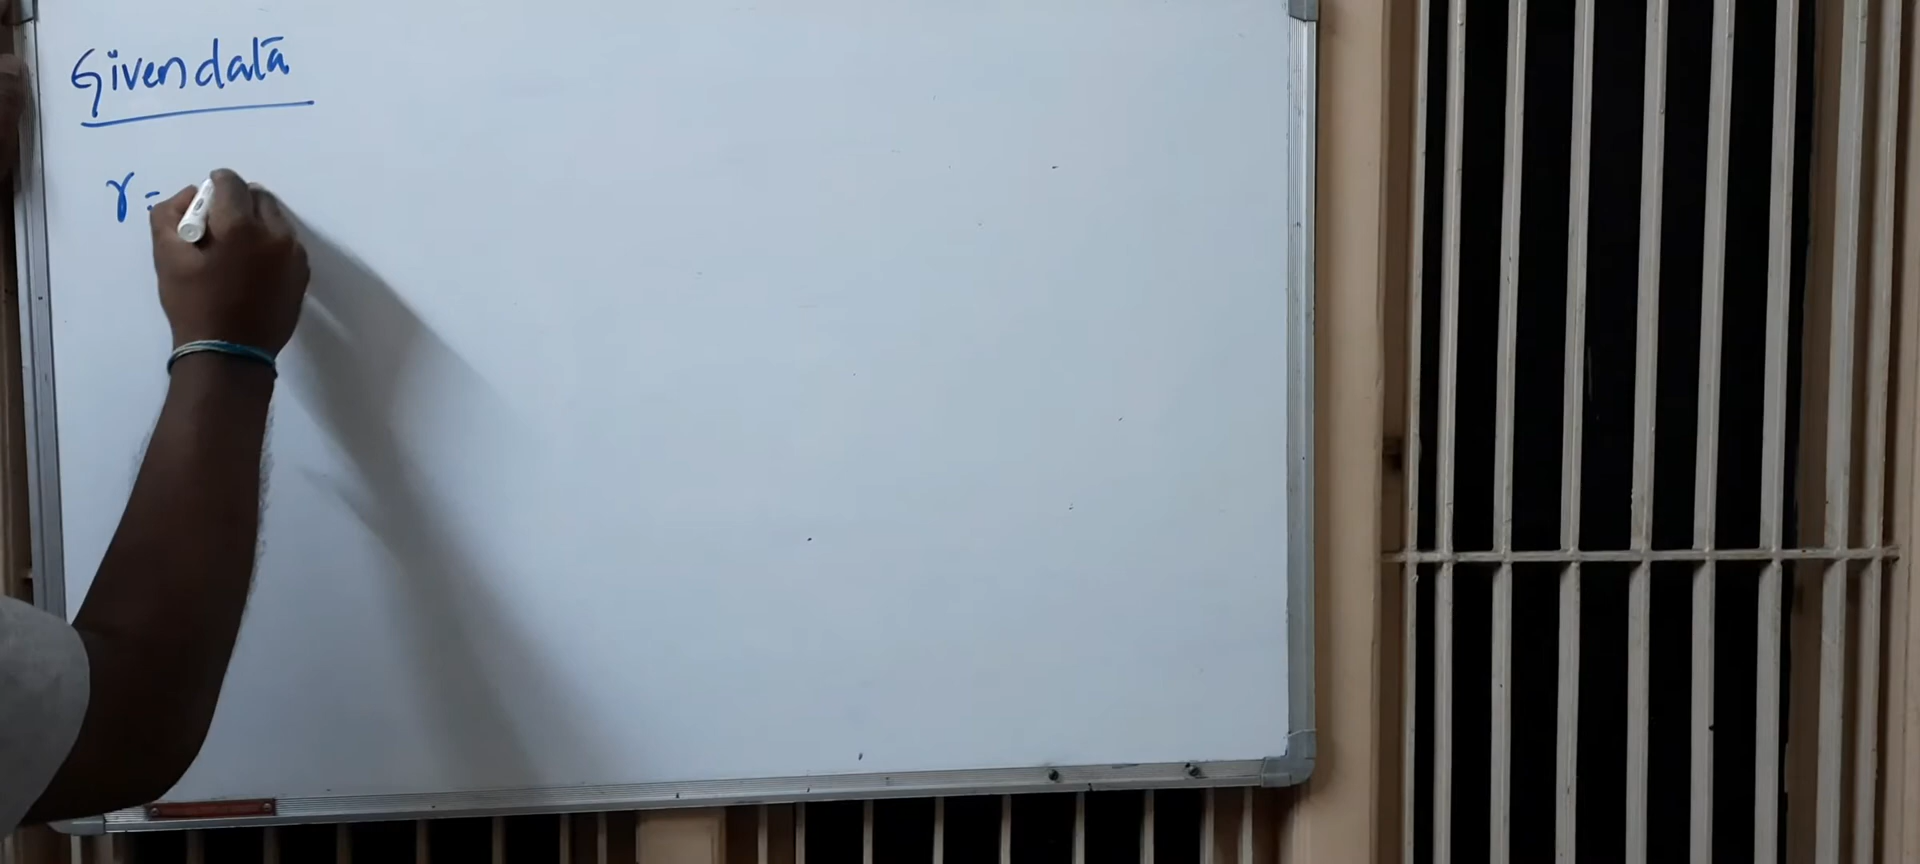 Given data
r =